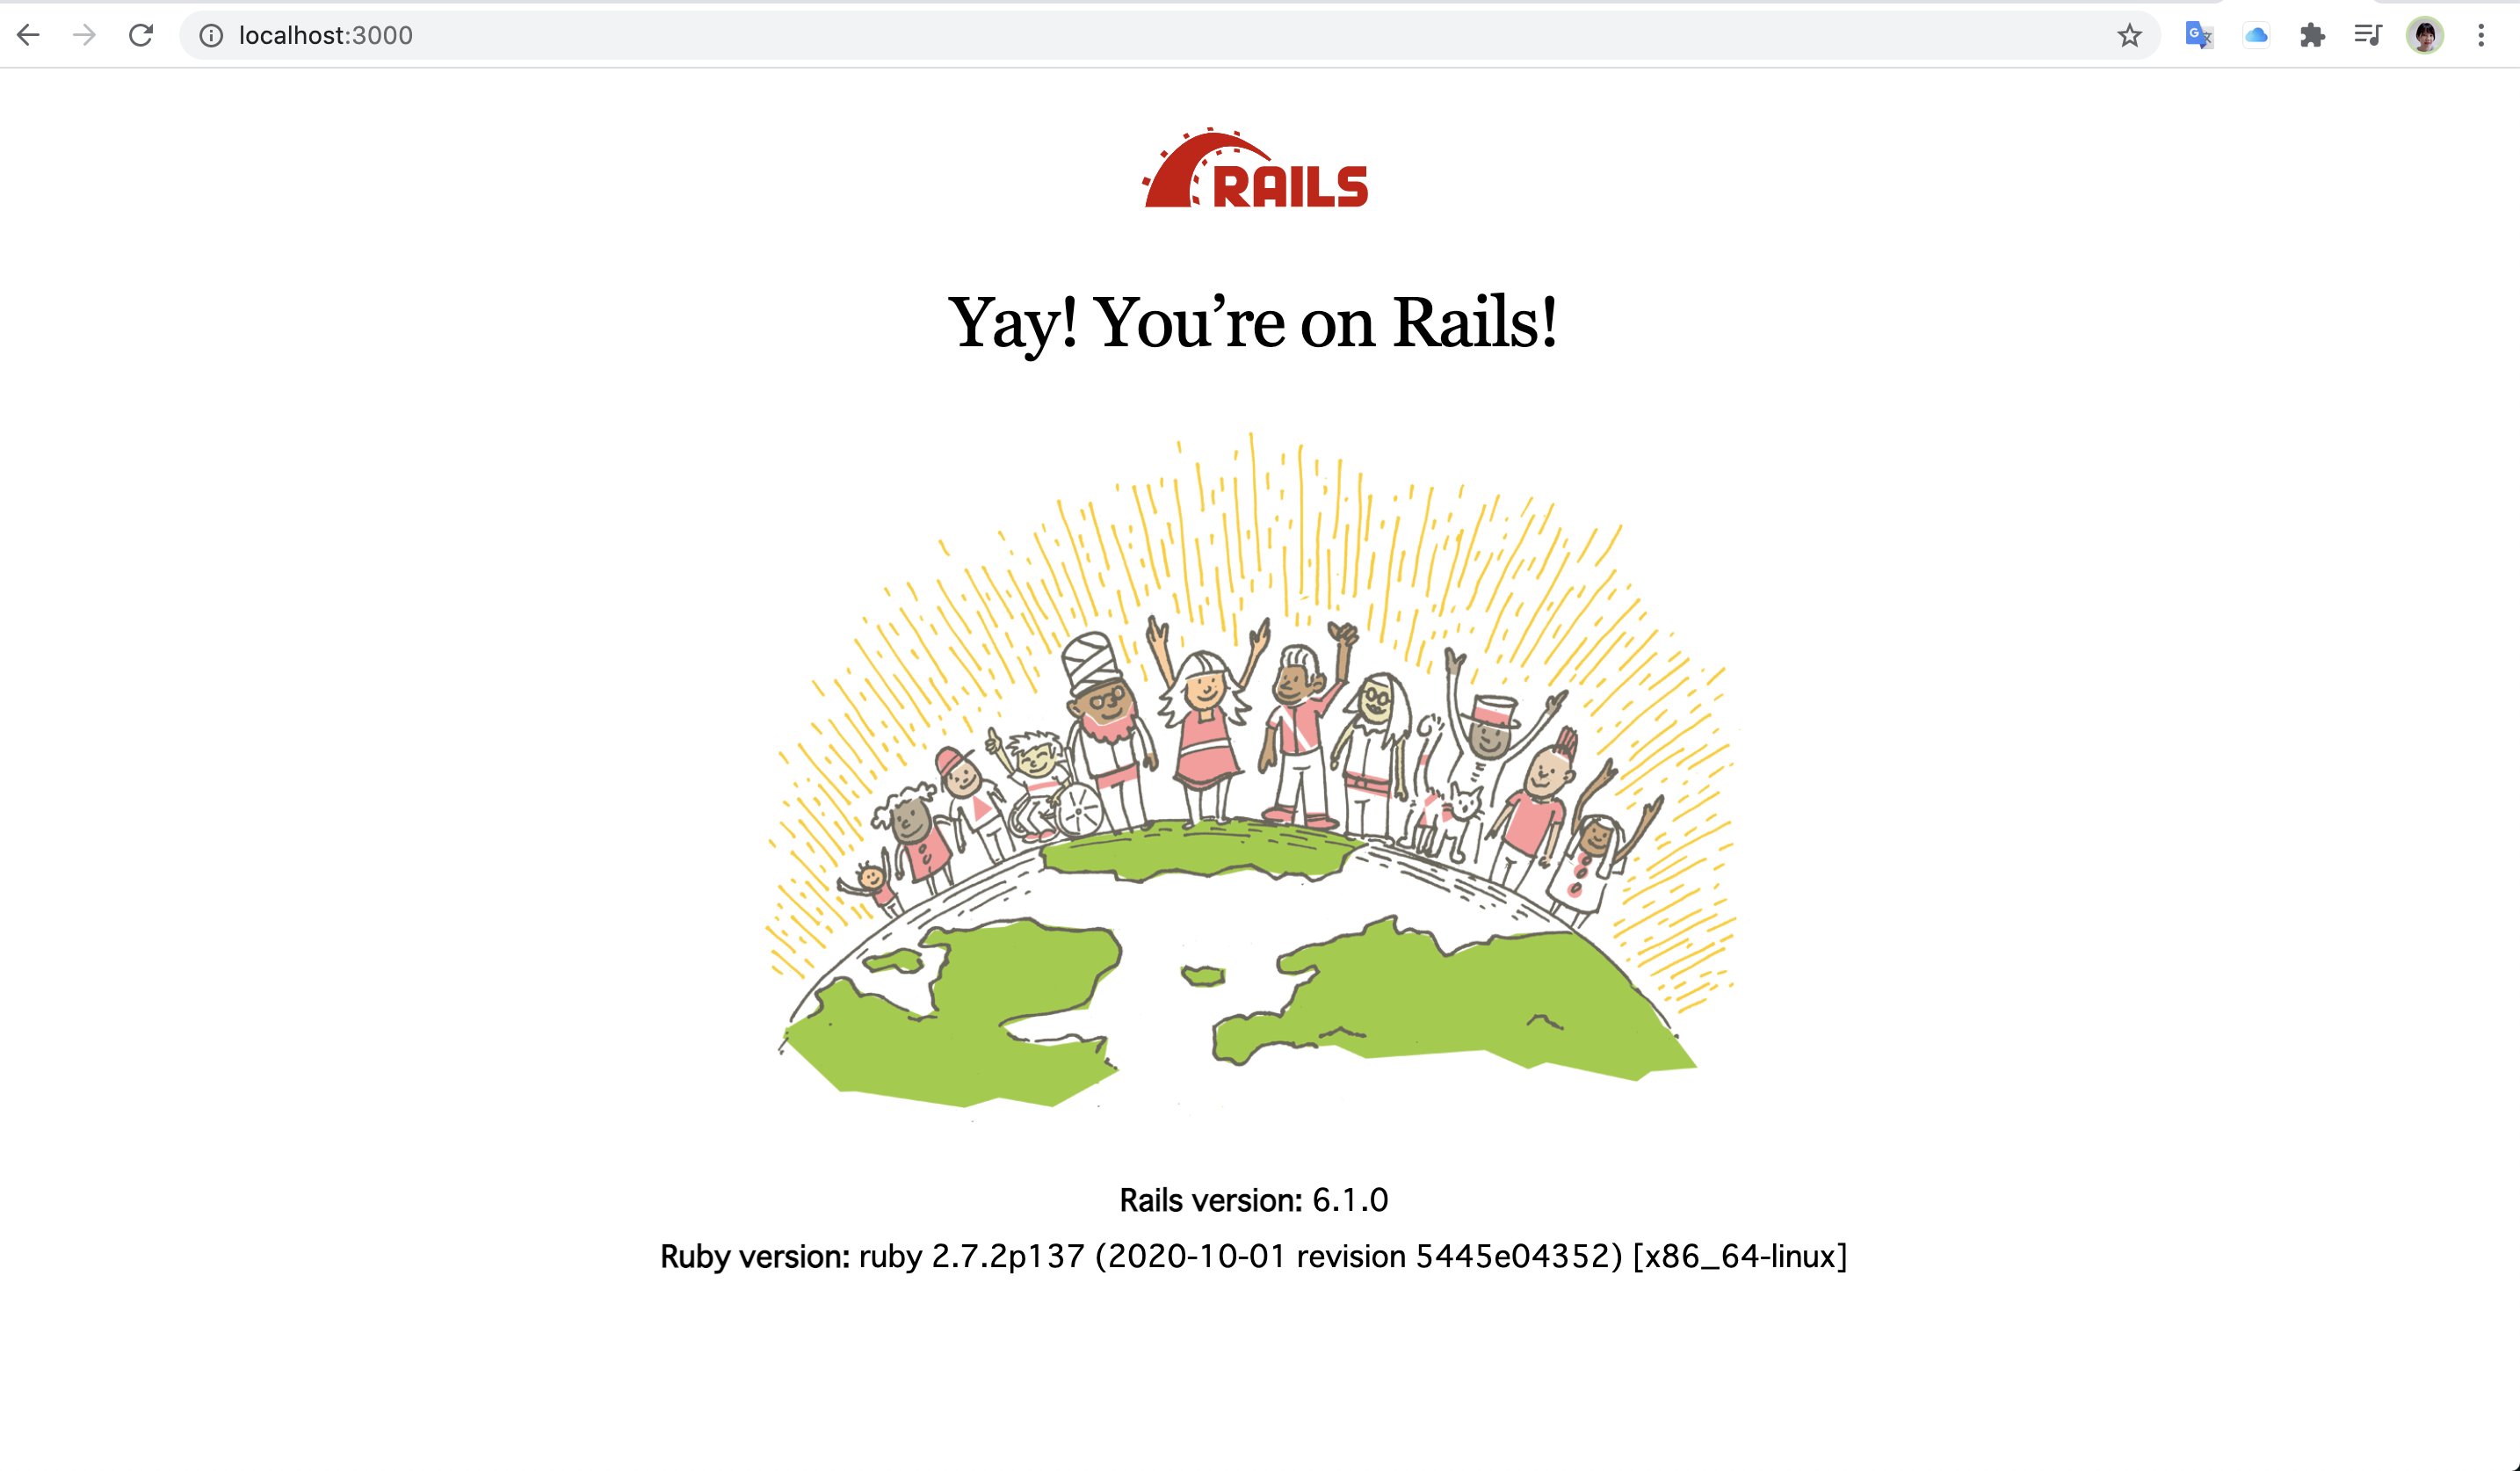 localhost:3000
RAILS
Yay! You’re on Rails!
Rails version: 6.1.0
Ruby version: ruby 2.7.2p137 (2020-10-01 revision 5445e04352) [x86_64-linux]